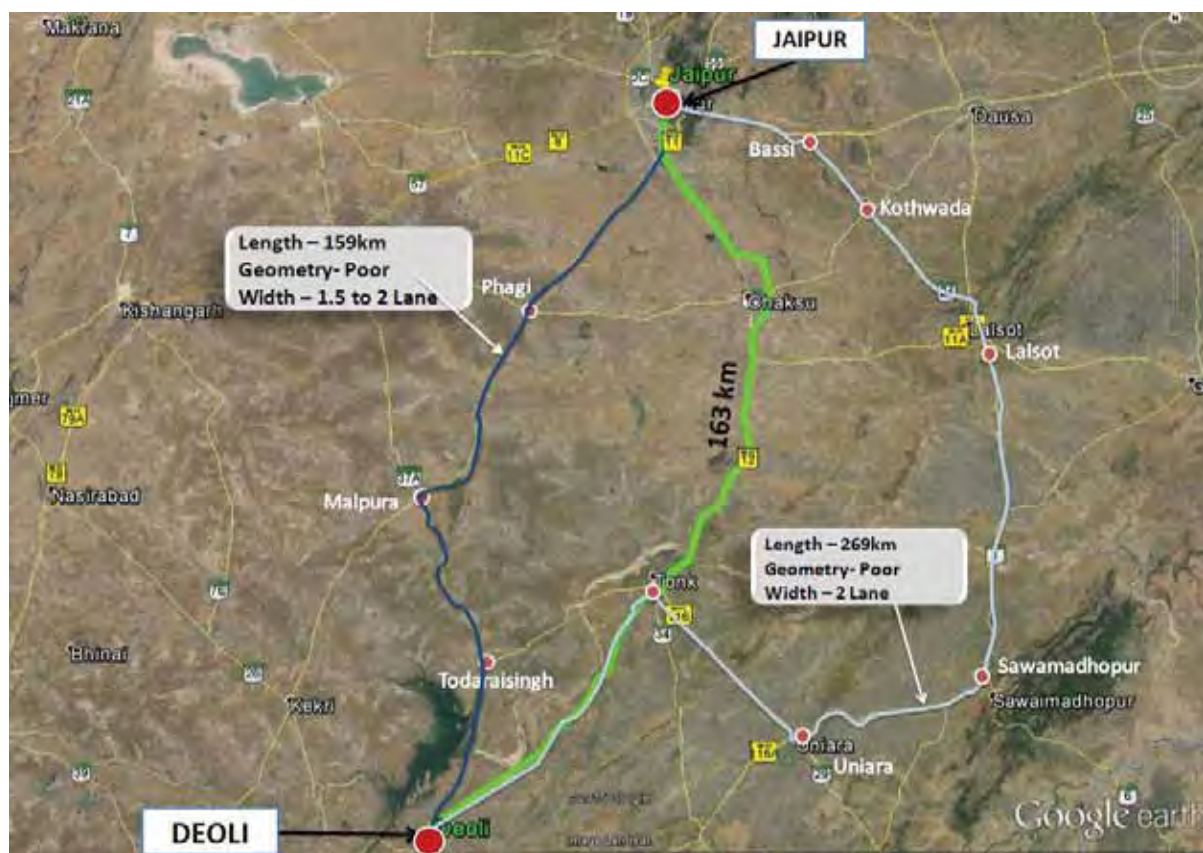 Makrana
JAIPUR
Jaipur
Dausa
Bassi
Kothwada
Length – 159km
Geometry- Poor
Width – 1.5 to 2 Lane
Phagi
Kishangarh
Chaksu
Lalsot
Lalsot
163 km
Nasirabad
Malpura
Length – 269km
Geometry- Poor
Width – 2 Lane
Tonk
Bhinai
Todaraisingh
Kekri
Sawamadhopur
Sawaimadhopur
Uniara
Uniara
Google earth
DEOLI
Deoli